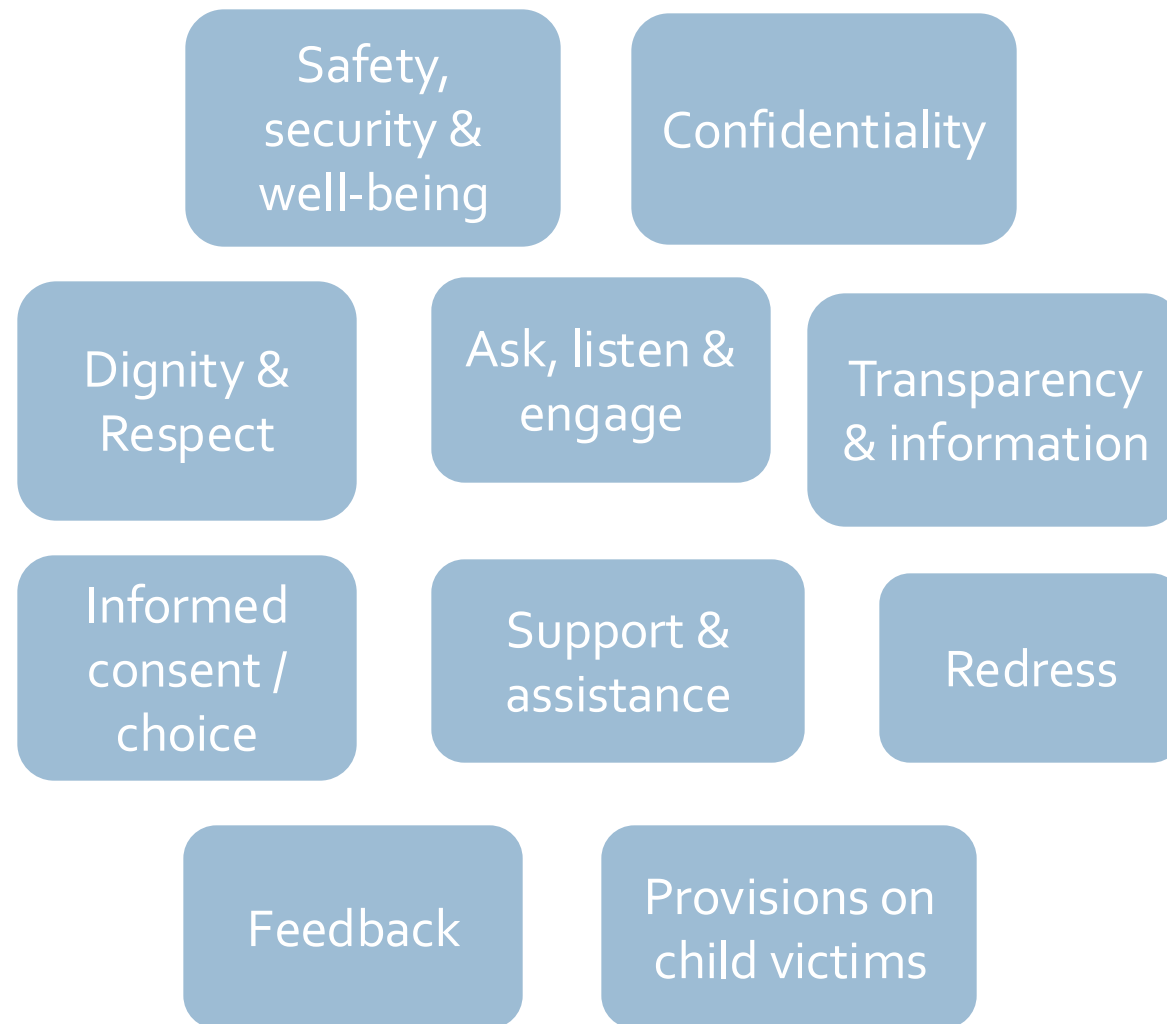 Safety,
security &
well-being
Confidentiality
Dignity &
Respect
Ask, listen &
engage
Transparency
& information
Informed
consent /
choice
Support &
assistance
Redress
Feedback
Provisions on
child victims